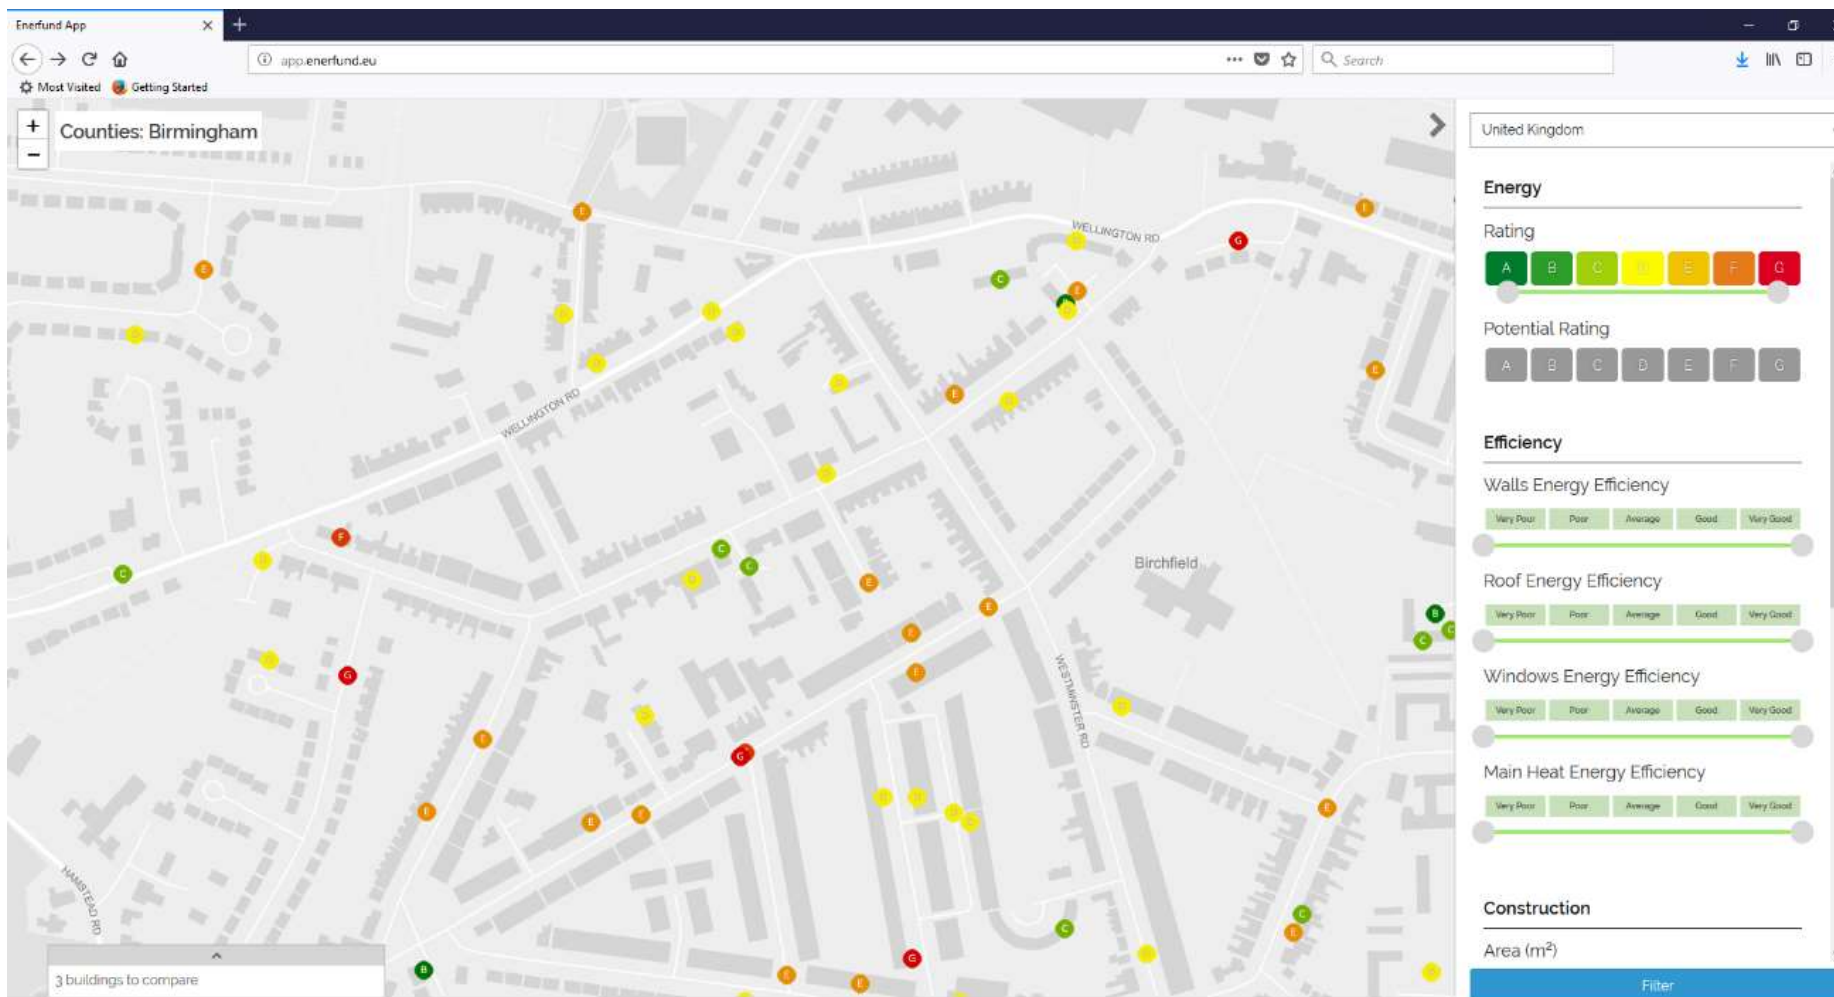 Enerfund App
app.enerfund.eu
Search
Most Visited
Getting Started
+
−
Counties: Birmingham
United Kingdom
Energy
Rating
A B C D E F G
Potential Rating
A B C D E F G
Efficiency
Walls Energy Efficiency
Very Poor Poor Average Good Very Good
Roof Energy Efficiency
Very Poor Poor Average Good Very Good
Windows Energy Efficiency
Very Poor Poor Average Good Very Good
Main Heat Energy Efficiency
Very Poor Poor Average Good Very Good
Construction
Area (m²)
Filter
WELLINGTON RD
WELLINGTON RD
Birchfield
WESTMINSTER RD
HAMSTEAD RD
E
E
E
G
C
E
E
E
F
C
C
C
E
E
B
C
C
E
E
G
E
G
E
E
E
E
C
E
C
G
B
E
E
3 buildings to compare